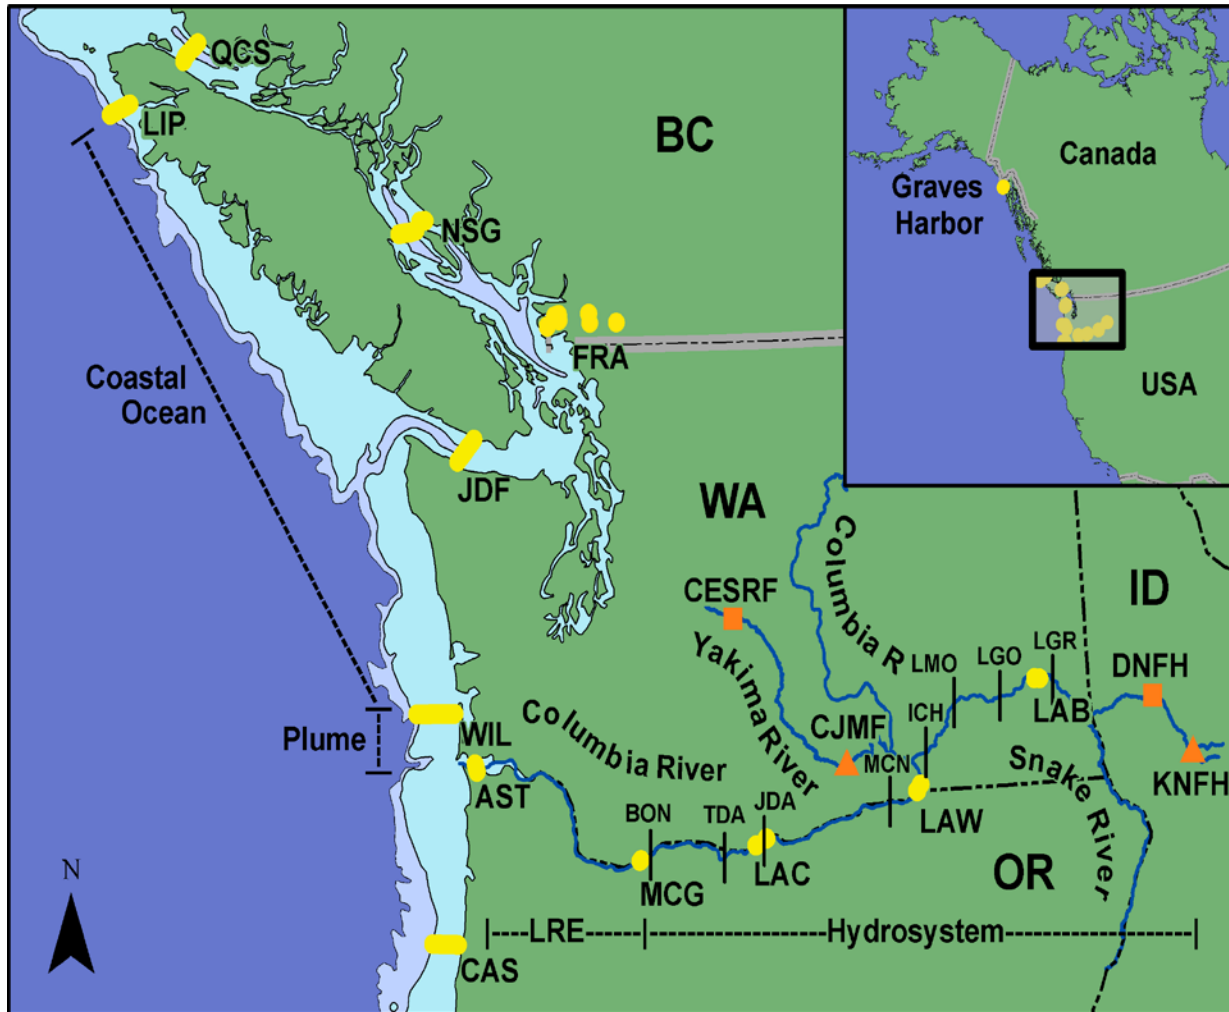 QCS
LIP
BC
Canada
Graves
Harbor
NSG
FRA
USA
Coastal
Ocean
JDF
WA
Columbia R
ID
CESRF
Yakima River
LMO
LGO
LGR
DNFH
LAB
Plume
WIL
Columbia River
CJMF
ICH
MCN
Snake River
KNFH
AST
BON
TDA
JDA
LAW
MCG
LAC
OR
N
|----LRE------|-----------Hydrosystem------------|
CAS